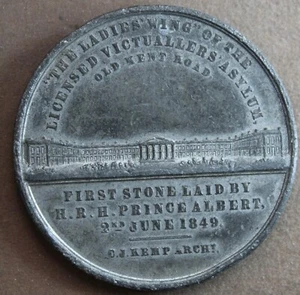 "THE LADIES' WING" OF THE
LICENSED VICTUALLERS' ASYLUM
OLD KENT ROAD
FIRST STONE LAID BY
H.R.H. PRINCE ALBERT,
2ND JUNE 1849.
C.J. KEMP ARCHT.